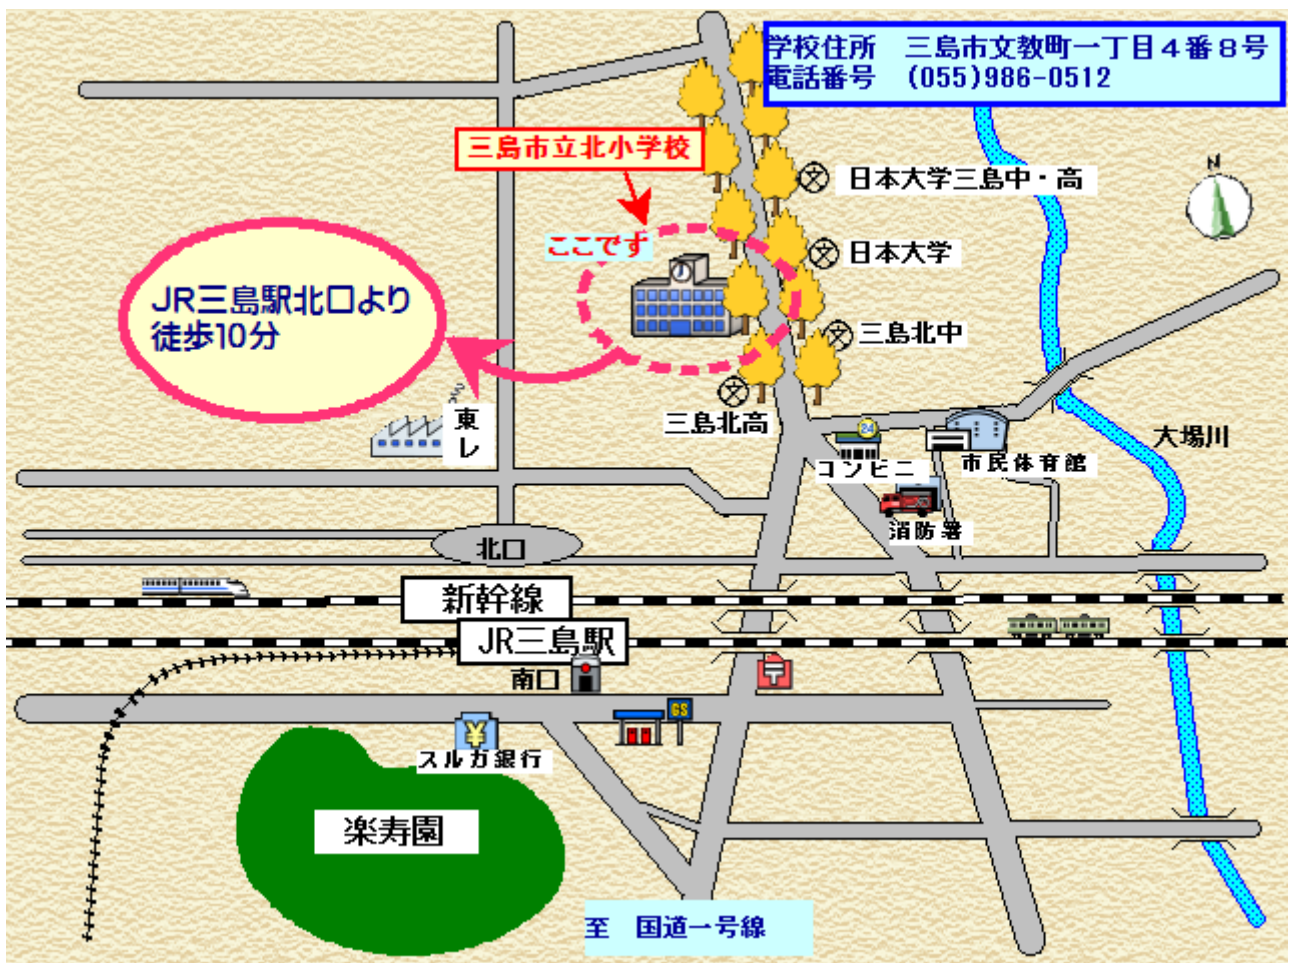 学校住所　三島市文教町一丁目４番８号
電話番号　(055)986-0512
三島市立北小学校
N
日本大学三島中・高
ここです
日本大学
JR三島駅北口より
徒歩10分
三島北中
三島北高
東レ
24
コンビニ
市民体育館
大場川
消防署
北口
新幹線
JR三島駅
南口
GS
¥
スルガ銀行
楽寿園
至　国道一号線